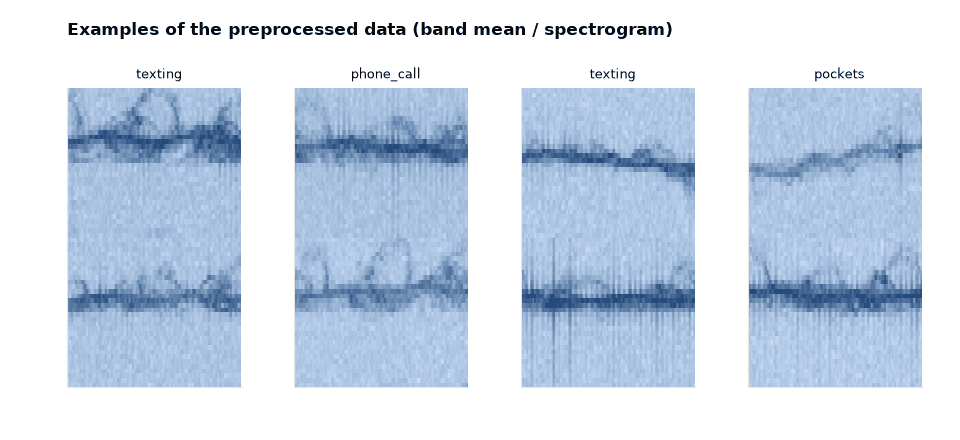 Examples of the preprocessed data (band mean / spectrogram)
texting
phone_call
texting
pockets